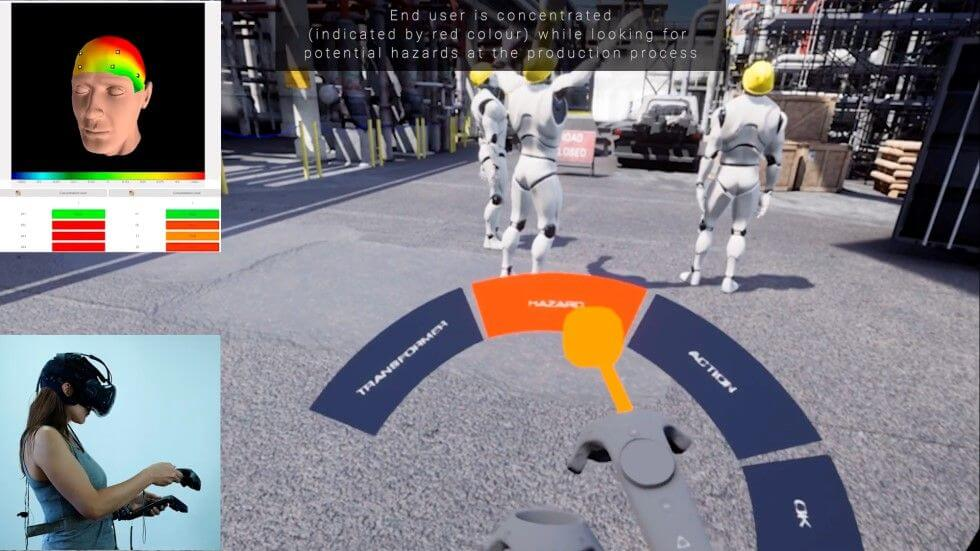 End user is concentrated
(indicated by red colour) while looking for
potential hazards at the production process
ROAD
CLOSED
HAZARD
TRANSFORMER
ACTION
OK